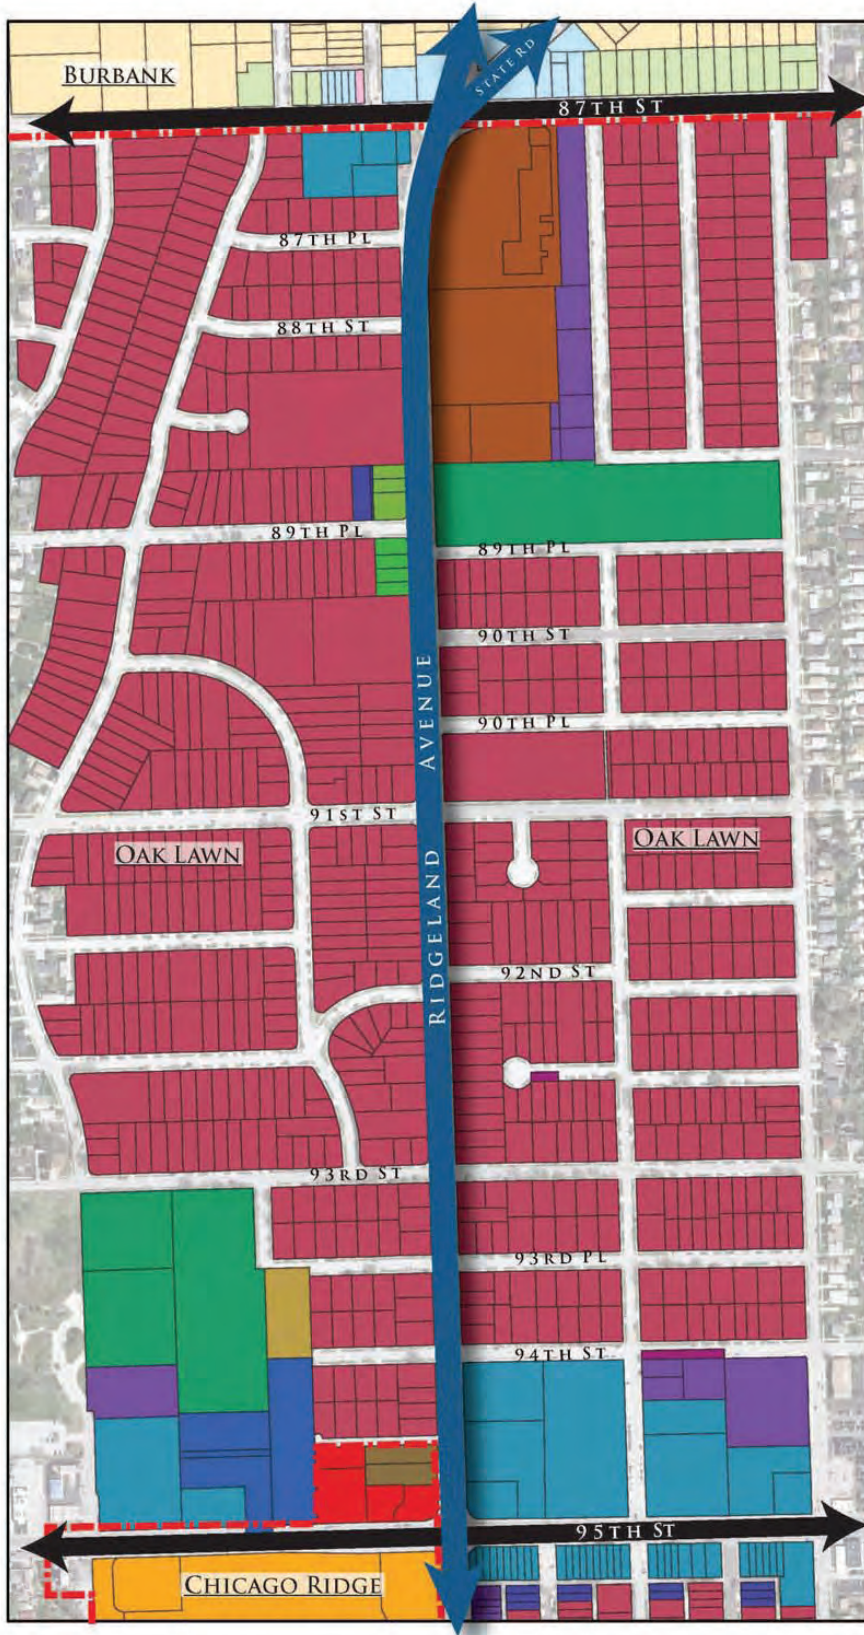 BURBANK
STATE RD
87TH ST
87TH PL
88TH ST
89TH PL
89TH PL
90TH ST
RIDGELAND AVENUE
90TH PL
91ST ST
OAK LAWN
OAK LAWN
92ND ST
93RD ST
93RD PL
94TH ST
95TH ST
CHICAGO RIDGE